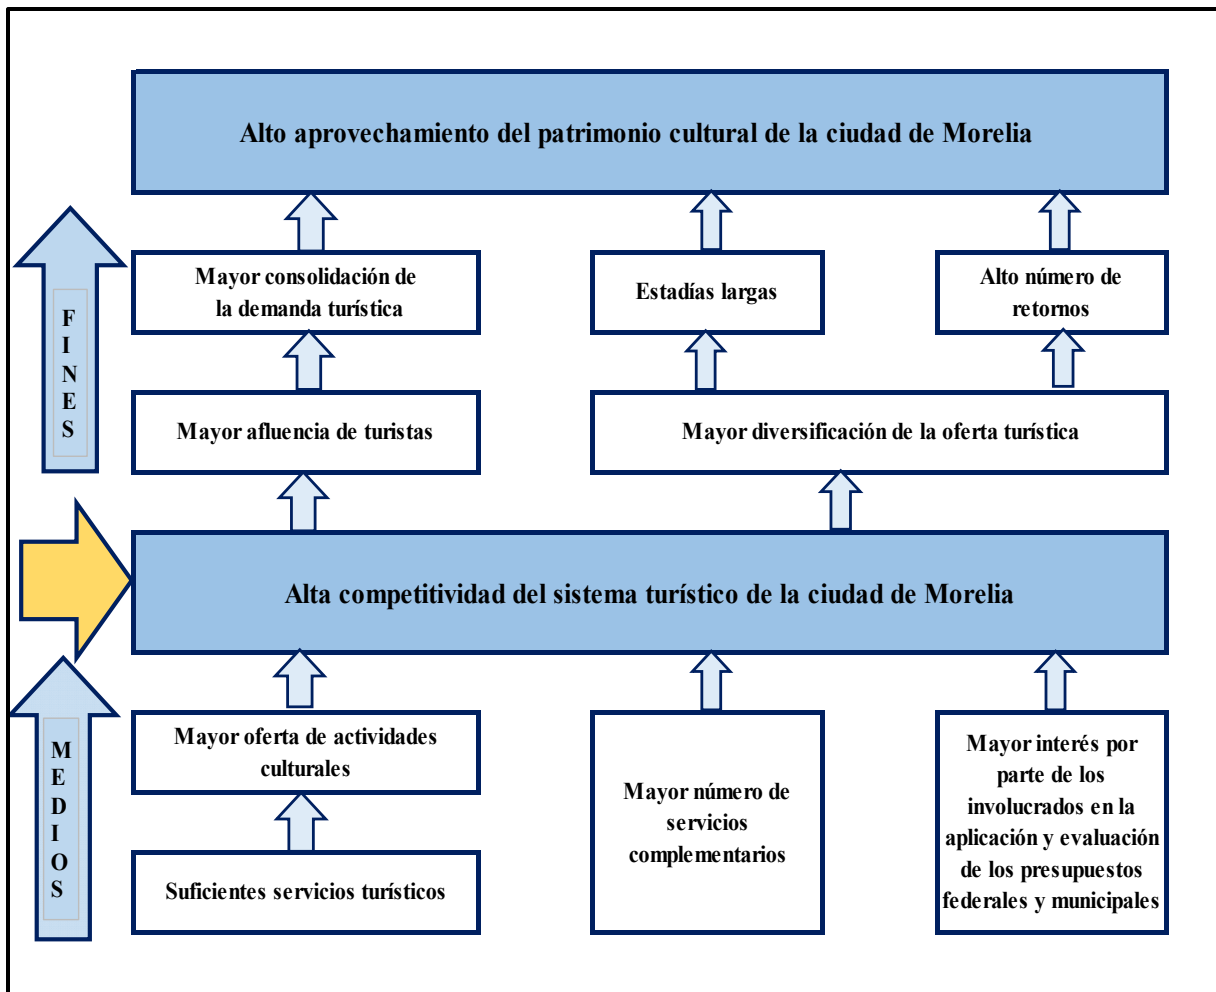 Alto aprovechamiento del patrimonio cultural de la ciudad de Morelia
Mayor consolidación de
la demanda turística
Estadías largas
Alto número de
retornos
FINES
Mayor afluencia de turistas
Mayor diversificación de la oferta turística
Alta competitividad del sistema turístico de la ciudad de Morelia
MEDIOS
Mayor oferta de actividades
culturales
Suficientes servicios turísticos
Mayor número de
servicios
complementarios
Mayor interés por
parte de los
involucrados en la
aplicación y evaluación
de los presupuestos
federales y municipales